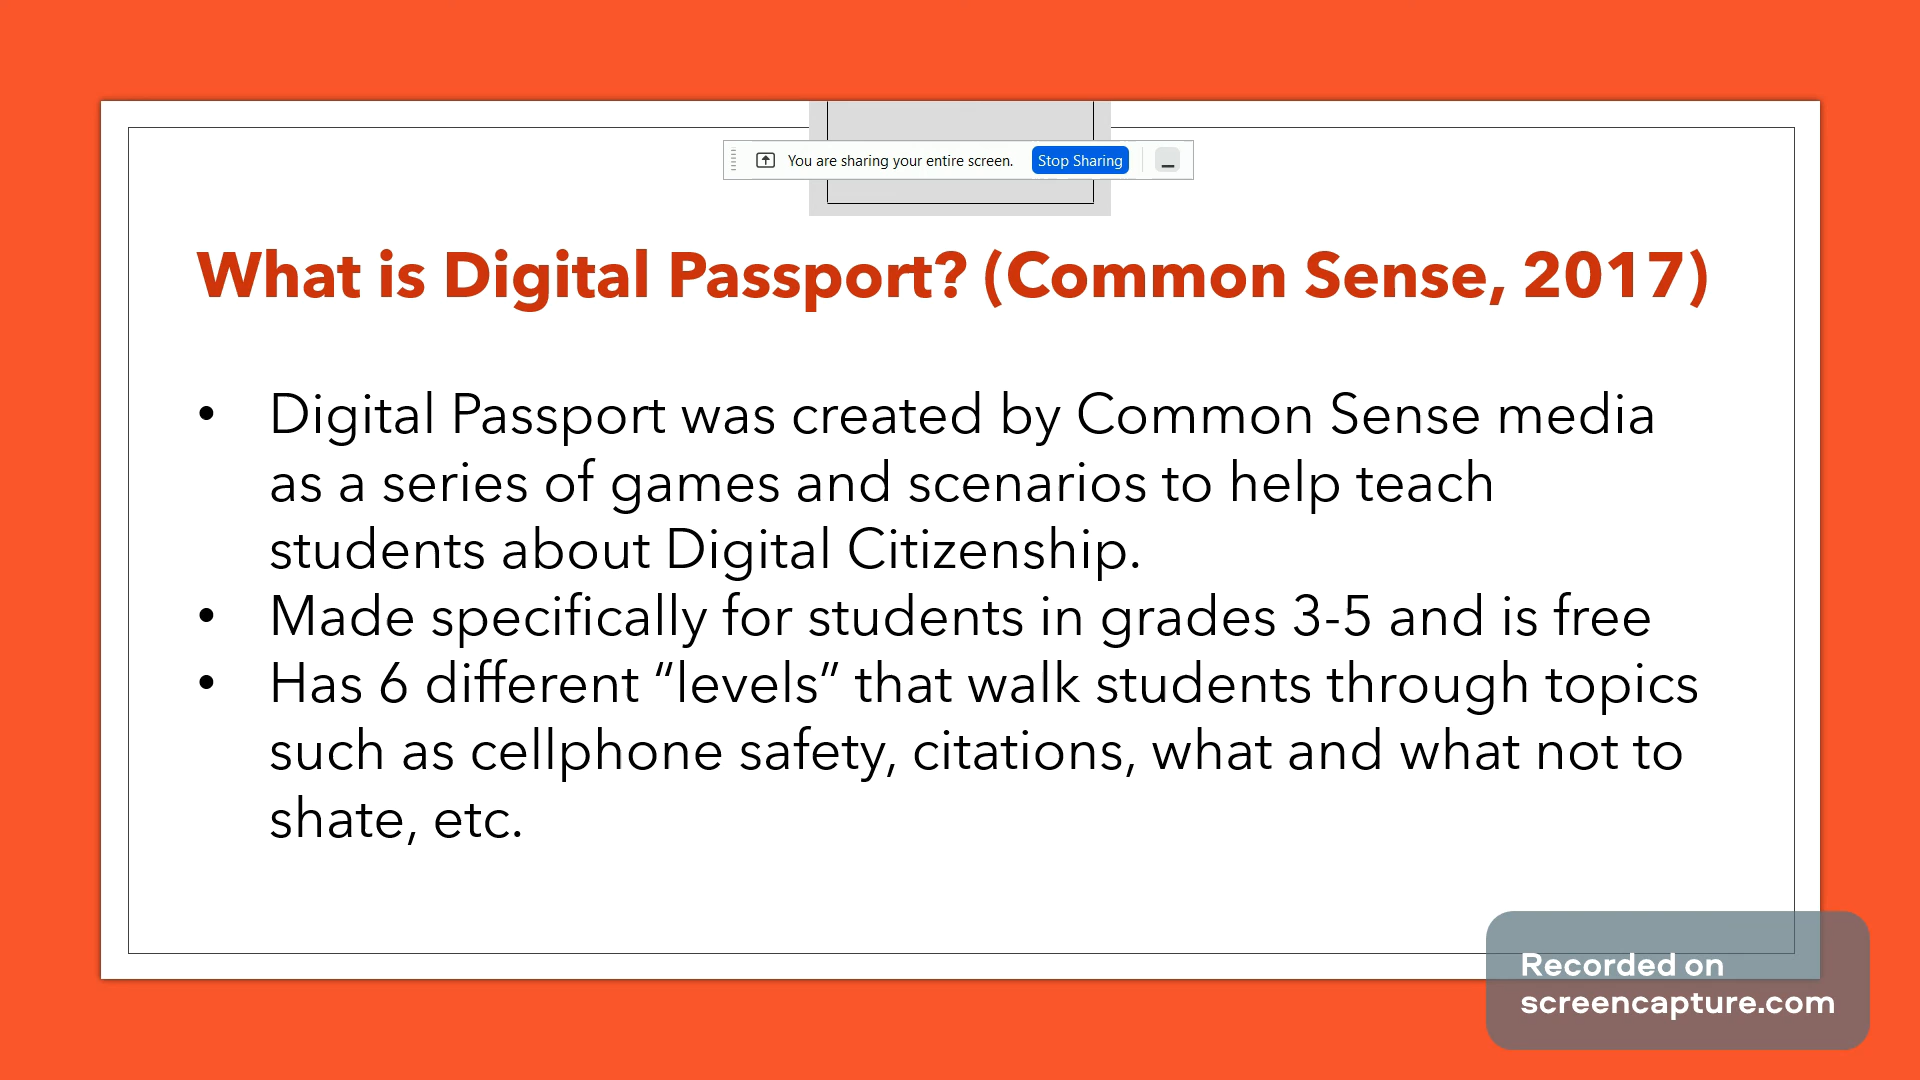 You are sharing your entire screen. Stop Sharing
What is Digital Passport? (Common Sense, 2017)
• Digital Passport was created by Common Sense media
as a series of games and scenarios to help teach
students about Digital Citizenship.
• Made specifically for students in grades 3-5 and is free
• Has 6 different “levels” that walk students through topics
such as cellphone safety, citations, what and what not to
shate, etc.
Recorded on
screencapture.com